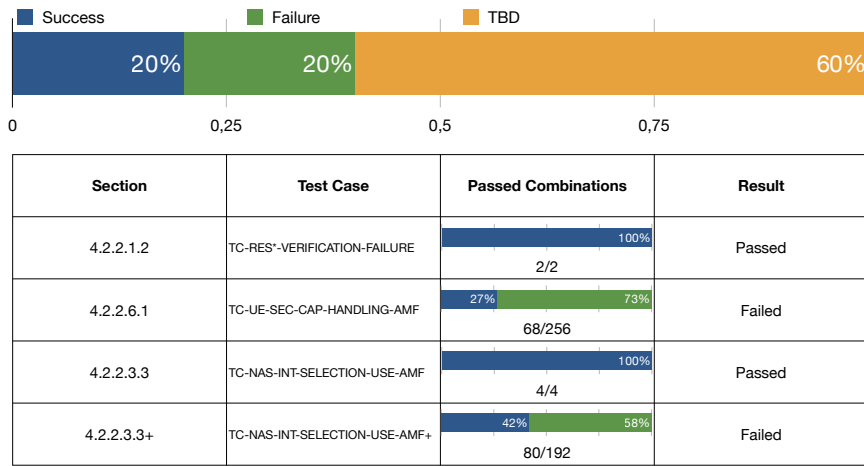 Success Failure TBD
20% 20% 60%
0 0,25 0,5 0,75
Section Test Case Passed Combinations Result
4.2.2.1.2 TC-RES*-VERIFICATION-FAILURE 100% Passed
2/2
4.2.2.6.1 TC-UE-SEC-CAP-HANDLING-AMF 27% 73% Failed
68/256
4.2.2.3.3 TC-NAS-INT-SELECTION-USE-AMF 100% Passed
4/4
4.2.2.3.3+ TC-NAS-INT-SELECTION-USE-AMF+ 42% 58% Failed
80/192